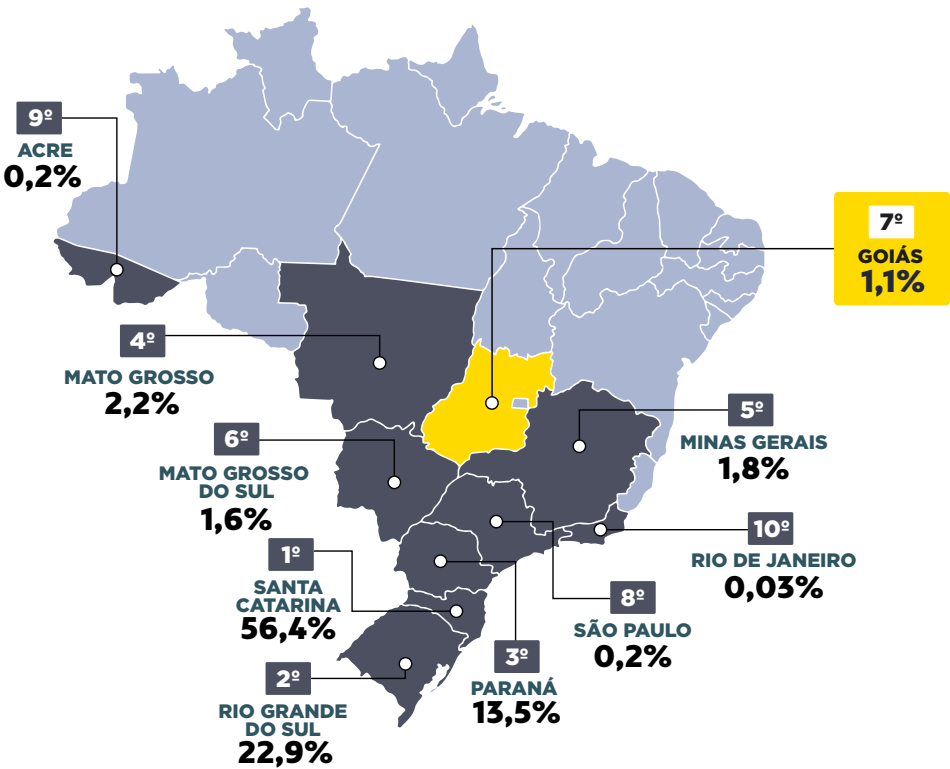 9º
ACRE
0,2%
7º
GOIÁS
1,1%
4º
MATO GROSSO
2,2%
5º
MINAS GERAIS
1,8%
6º
MATO GROSSO
DO SUL
1,6%
10º
RIO DE JANEIRO
0,03%
1º
SANTA
CATARINA
56,4%
8º
SÃO PAULO
0,2%
3º
PARANÁ
13,5%
2º
RIO GRANDE
DO SUL
22,9%